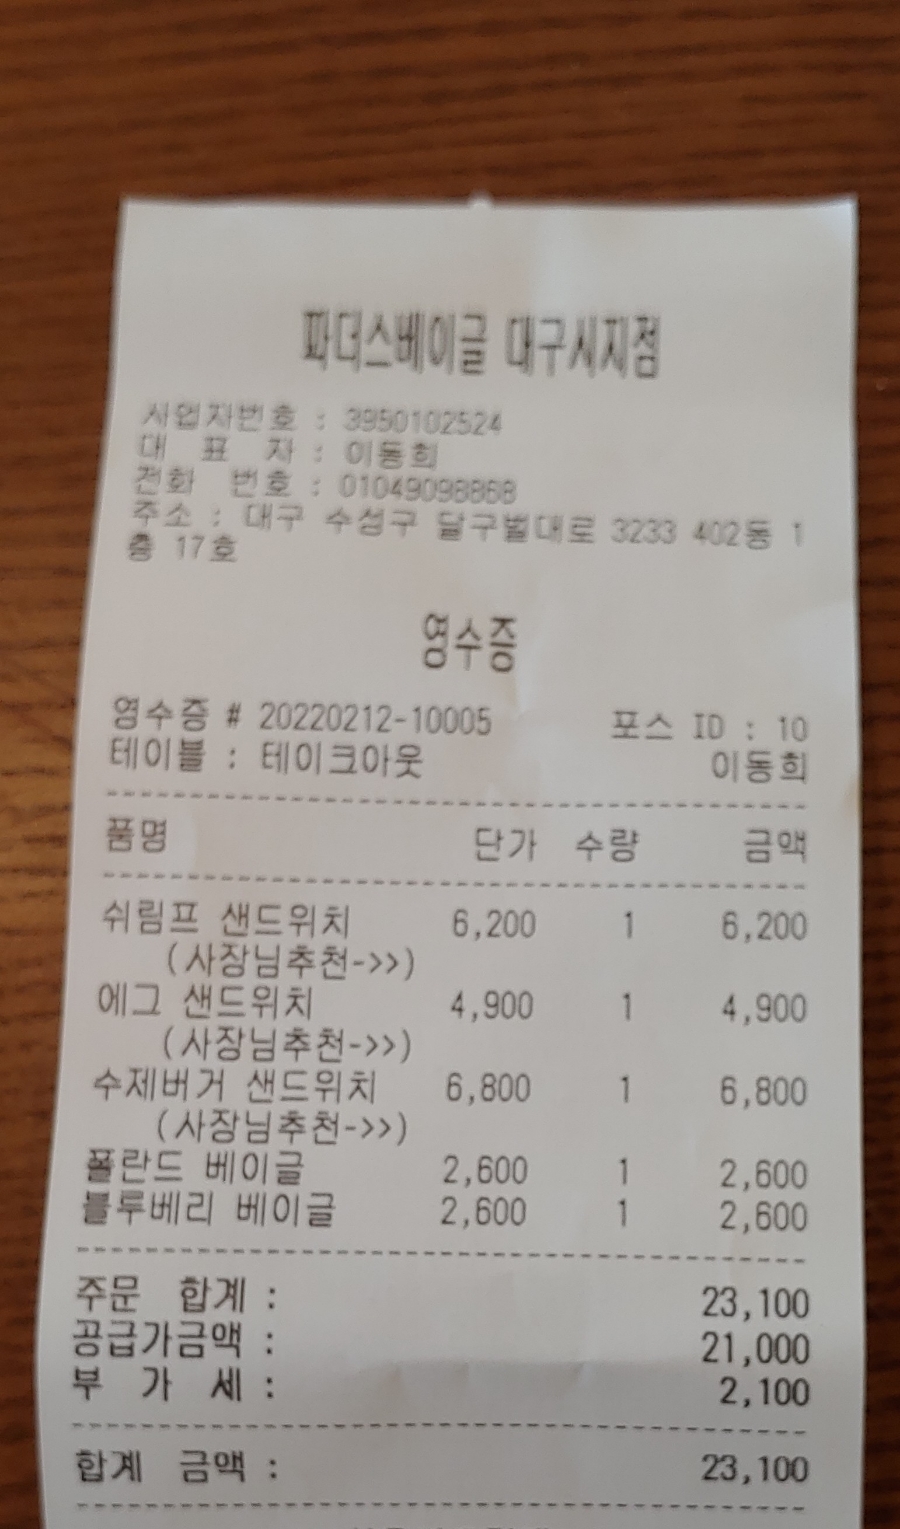 파더스베이글 대구시지점
사업자번호 : 3950102524
대 표 자 : 이동희
전화 번호 : 01049098868
주소 : 대구 수성구 달구벌대로 3233 402동 1
층 17호
영수증
영수증 # 20220212-10005 포스 ID : 10
테이블 : 테이크아웃 이동희
품명 단가 수량 금액
쉬림프 샌드위치 6,200 1 6,200
(사장님추천->>)
에그 샌드위치 4,900 1 4,900
(사장님추천->>)
수제버거 샌드위치 6,800 1 6,800
(사장님추천->>)
폴란드 베이글 2,600 1 2,600
블루베리 베이글 2,600 1 2,600
주문 합계 : 23,100
공급가금액 : 21,000
부 가 세 : 2,100
합계 금액 : 23,100